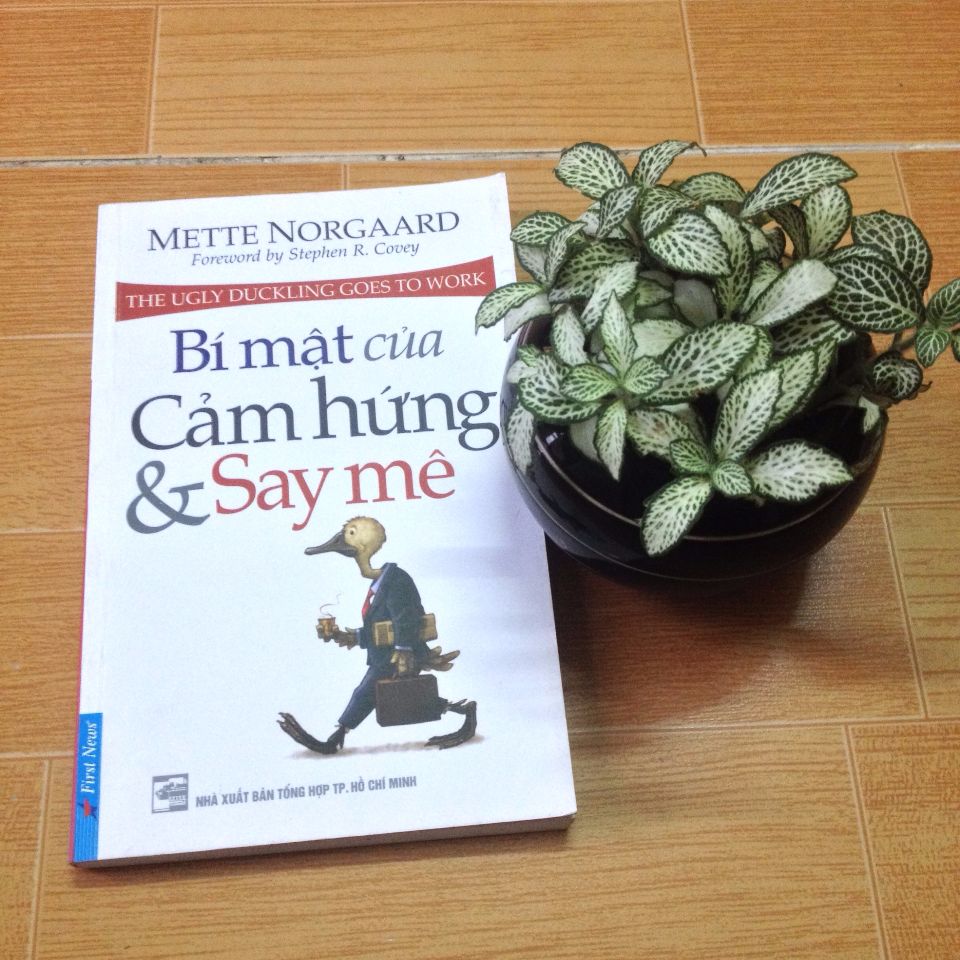 METTE NORGAARD
Foreword by Stephen R. Covey
THE UGLY DUCKLING GOES TO WORK
Bí mật của
Cảm hứng
& Say mê
First News
NHÀ XUẤT BẢN TỔNG HỢP TP. HỒ CHÍ MINH